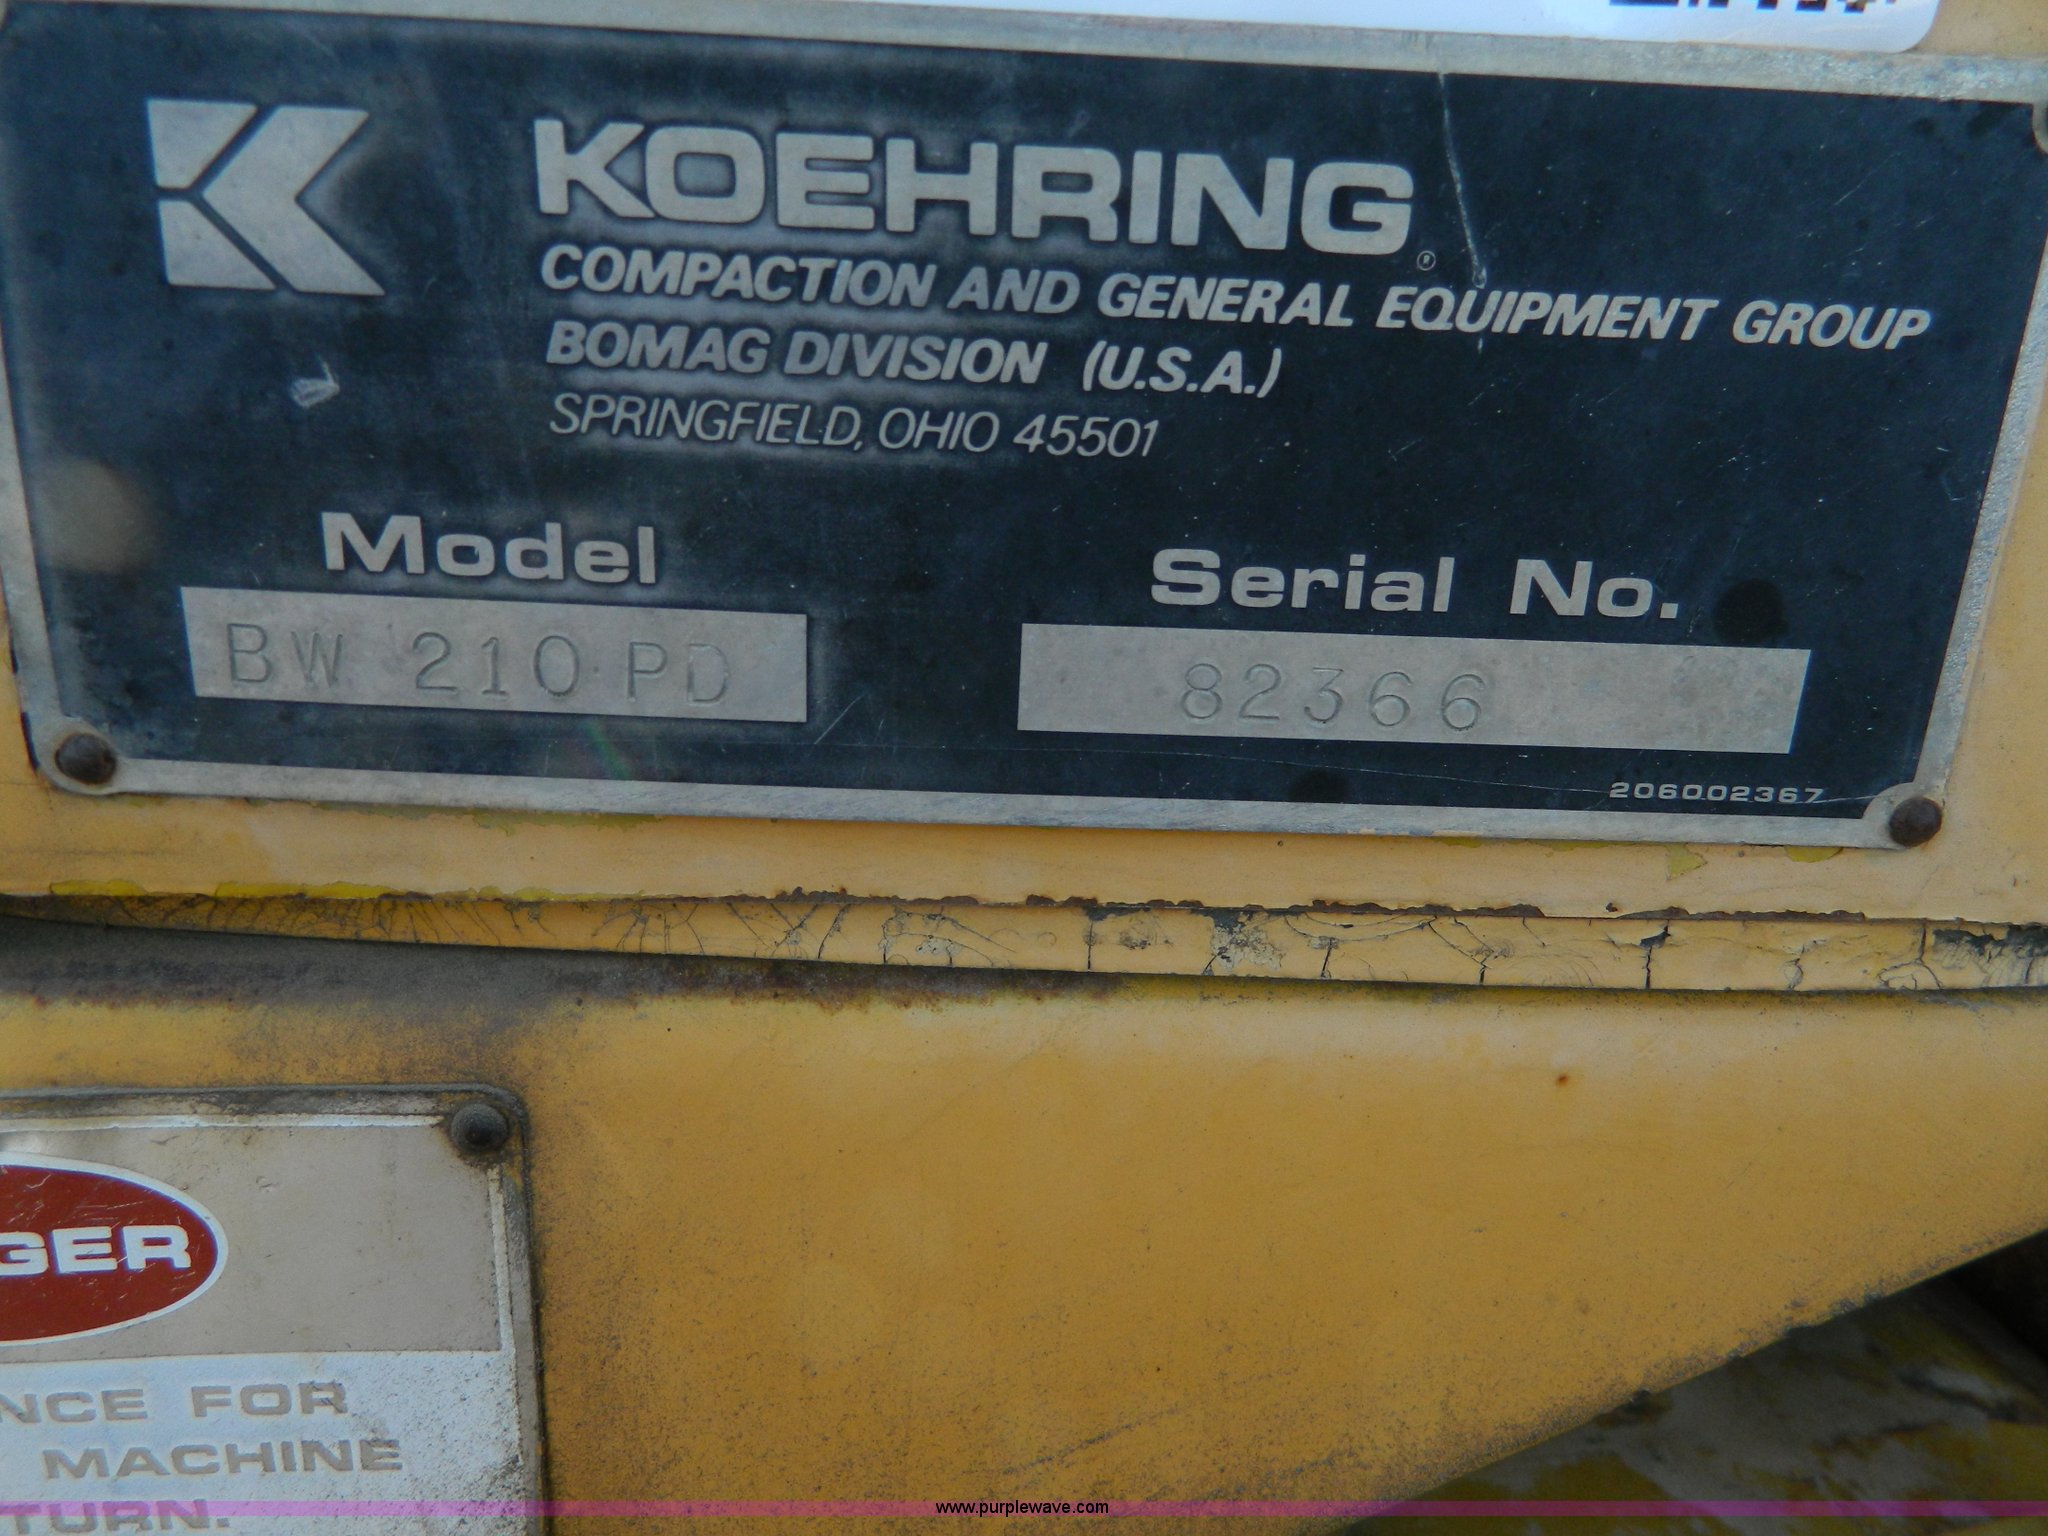 KOEHRING®
COMPACTION AND GENERAL EQUIPMENT GROUP
BOMAG DIVISION (U.S.A.)
SPRINGFIELD, OHIO 45501
Model
Serial No.
BW 210 PD
82366
206002367
GER
NCE FOR
MACHINE
TURN.
www.purplewave.com